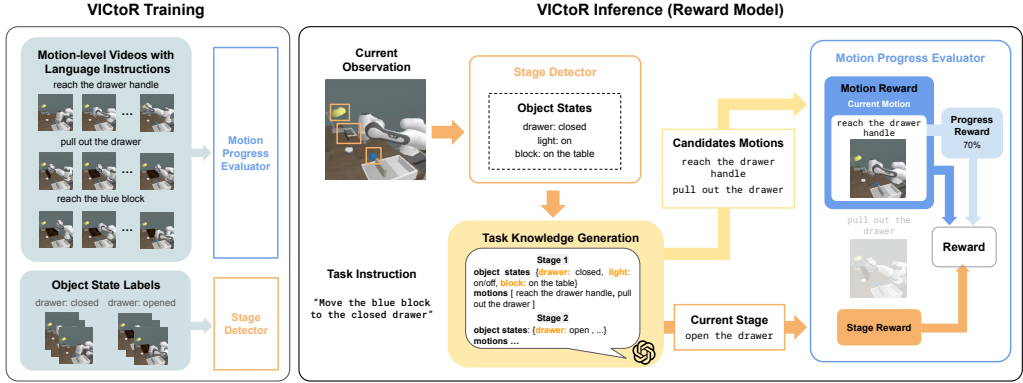 VICtoR Training
Motion-level Videos with
Language Instructions
reach the drawer handle
...
pull out the drawer
...
reach the blue block
...
Motion
Progress
Evaluator
Object State Labels
drawer: closed
drawer: opened
Stage
Detector
VICtoR Inference (Reward Model)
Current
Observation
Stage Detector
Object States
drawer: closed
light: on
block: on the table
Task Instruction
“Move the blue block
to the closed drawer”
Task Knowledge Generation
Stage 1
object states {drawer: closed, light:
on/off, block: on the table}
motions [ reach the drawer handle, pull
out the drawer ]
Stage 2
object states: {drawer: open , ...}
motions ...
Candidates Motions
reach the drawer
handle
pull out the drawer
Current Stage
open the drawer
Motion Progress Evaluator
Motion Reward
Current Motion
reach the drawer
handle
Progress
Reward
70%
pull out the
drawer
Reward
Stage Reward